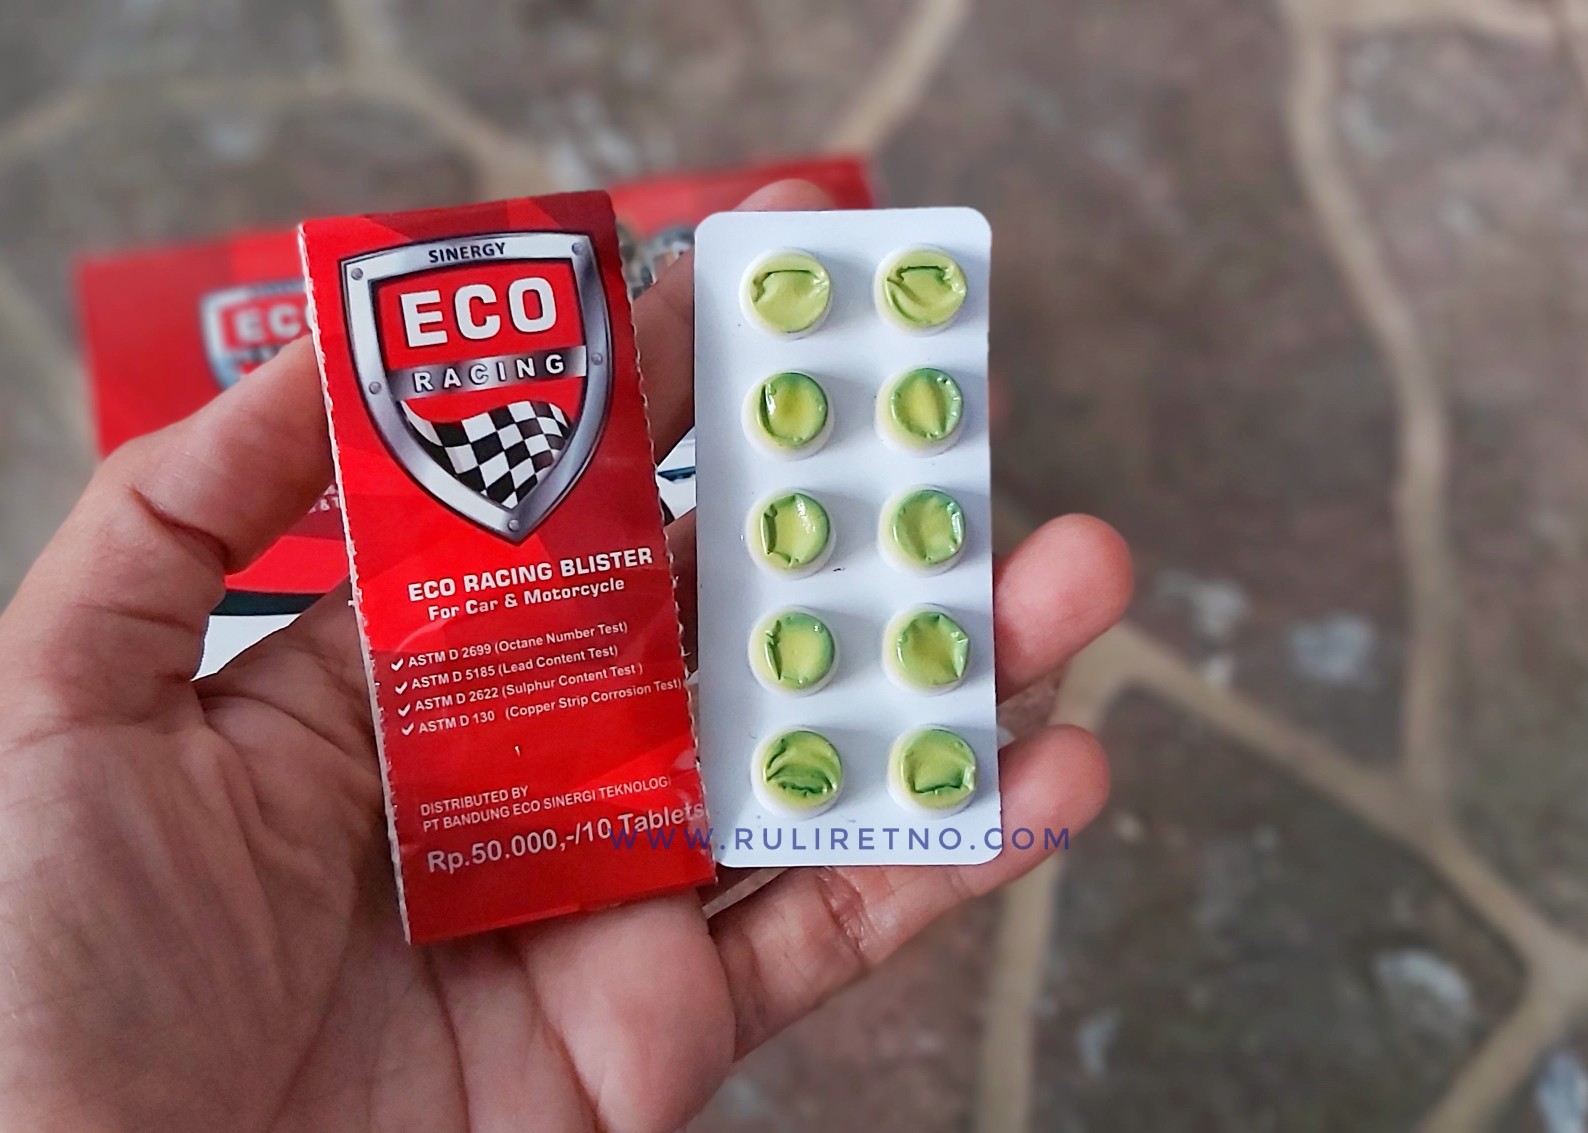 SINERGY
ECO
RACING
ECO RACING BLISTER
For Car & Motorcycle
ASTM D 2699 (Octane Number Test)
ASTM D 5185 (Lead Content Test)
ASTM D 2622 (Sulphur Content Test )
ASTM D 130 (Copper Strip Corrosion Test)
DISTRIBUTED BY
PT BANDUNG ECO SINERGI TEKNOLOGI
Rp.50.000,-/10 Tablets
WWW.RULIRETNO.COM
ECO